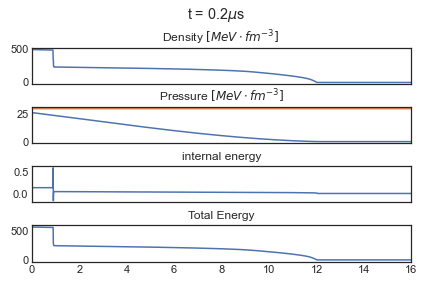 t = 0.2μs
Density [MeV · fm⁻³]
500
0
Pressure [MeV · fm⁻³]
25
0
internal energy
0.5
0.0
Total Energy
500
0
0 2 4 6 8 10 12 14 16